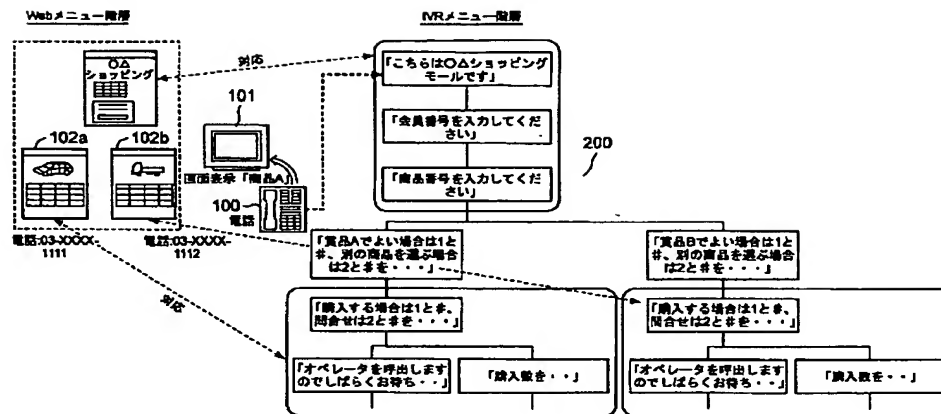 Webメニュー階層
IVRメニュー階層
〇△
ショッピング
対応
「こちらは〇△ショッピング
モールです」
101
「会員番号を入力してくだ
さい」
200
102a
102b
画面表示「商品A」
「商品番号を入力してくだ
さい」
100
電話
電話:03-XXXX-
1111
電話:03-XXXX-
1112
「賞品Aでよい場合は1と
#、別の商品を選ぶ場合
は2と#を・・・」
「賞品Bでよい場合は1と
#、別の商品を選ぶ場合
は2と#を・・・」
対応
「購入する場合は1と#、
問合せは2と#を・・・」
「購入する場合は1と#、
問合せは2と#を・・・」
「オペレータを呼出します
のでしばらくお待ち・・」
「購入数を・・」
「オペレータを呼出します
のでしばらくお待ち・・」
「購入数を・・」